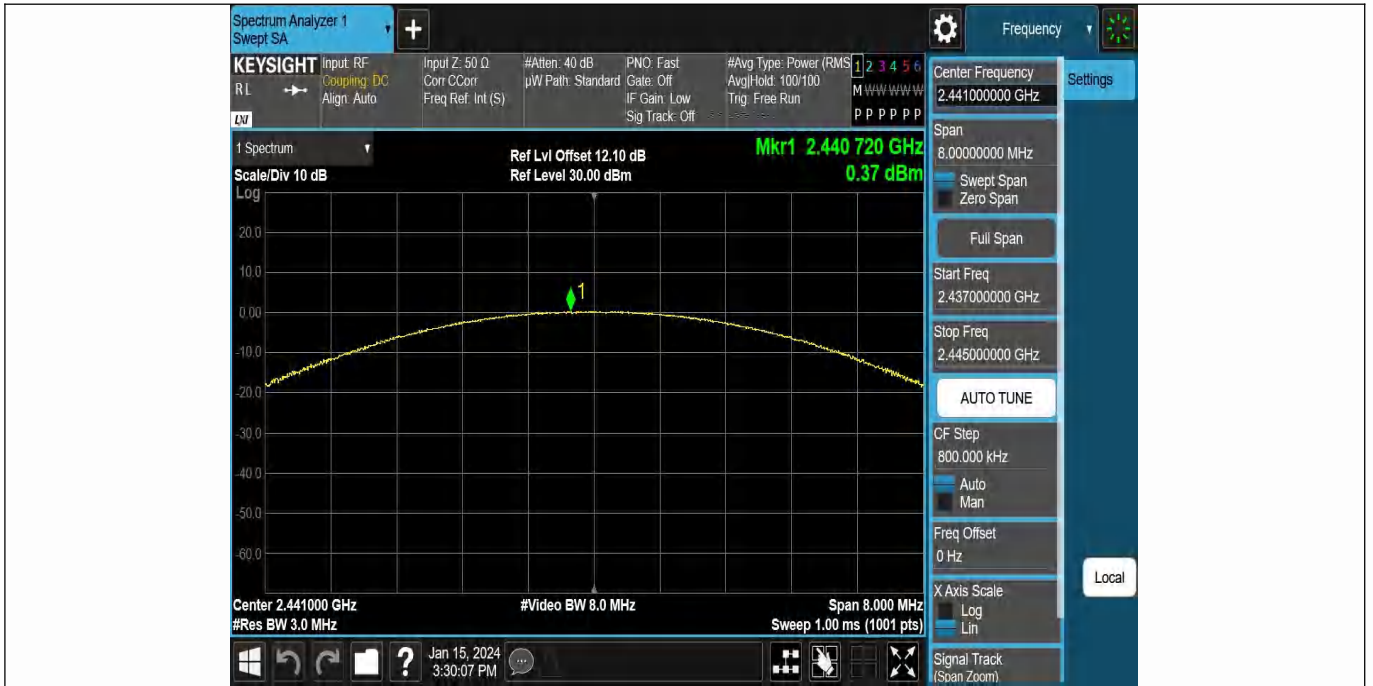 Spectrum Analyzer 1
Swept SA
+
Frequency
KEYSIGHT
R L
LXI
Input: RF
Coupling: DC
Align: Auto
Input Z: 50 Ω
Corr CCorr
Freq Ref: Int (S)
#Atten: 40 dB
µW Path: Standard
PNO: Fast
Gate: Off
IF Gain: Low
Sig Track: Off
#Avg Type: Power (RMS
Avg|Hold: 100/100
Trig: Free Run
1 2 3 4 5 6
M W W W W W
P P P P P P
1 Spectrum
Scale/Div 10 dB
Ref Lvl Offset 12.10 dB
Ref Level 30.00 dBm
Mkr1 2.440 720 GHz
0.37 dBm
Log
20.0
10.0
0.00
-10.0
-20.0
-30.0
-40.0
-50.0
-60.0
1
Center 2.441000 GHz
#Res BW 3.0 MHz
#Video BW 8.0 MHz
Span 8.000 MHz
Sweep 1.00 ms (1001 pts)
Center Frequency
2.441000000 GHz
Settings
Span
8.00000000 MHz
Swept Span
Zero Span
Full Span
Start Freq
2.437000000 GHz
Stop Freq
2.445000000 GHz
AUTO TUNE
CF Step
800.000 kHz
Auto
Man
Freq Offset
0 Hz
X Axis Scale
Log
Lin
Signal Track
(Span Zoom)
Local
?
Jan 15, 2024
3:30:07 PM